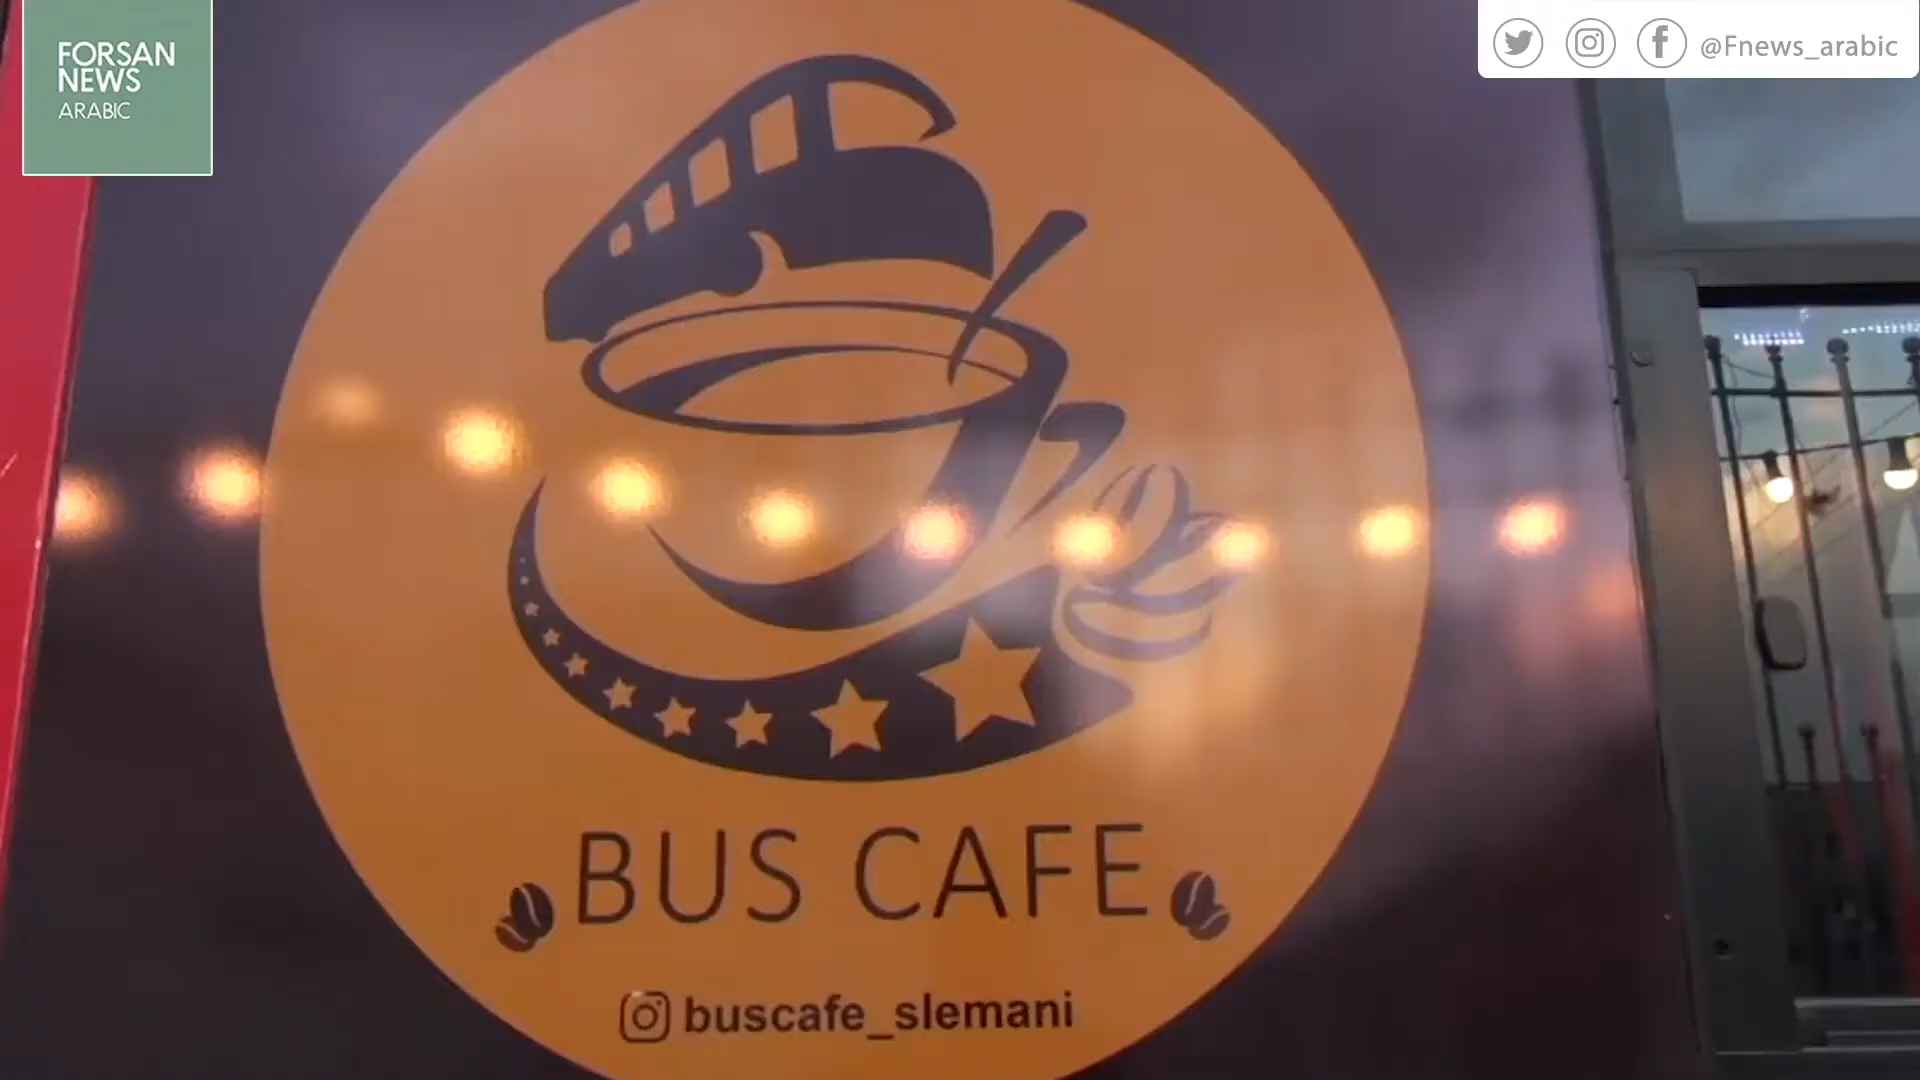 FORSAN
NEWS
ARABIC
@Fnews_arabic
BUS CAFE
buscafe_slemani